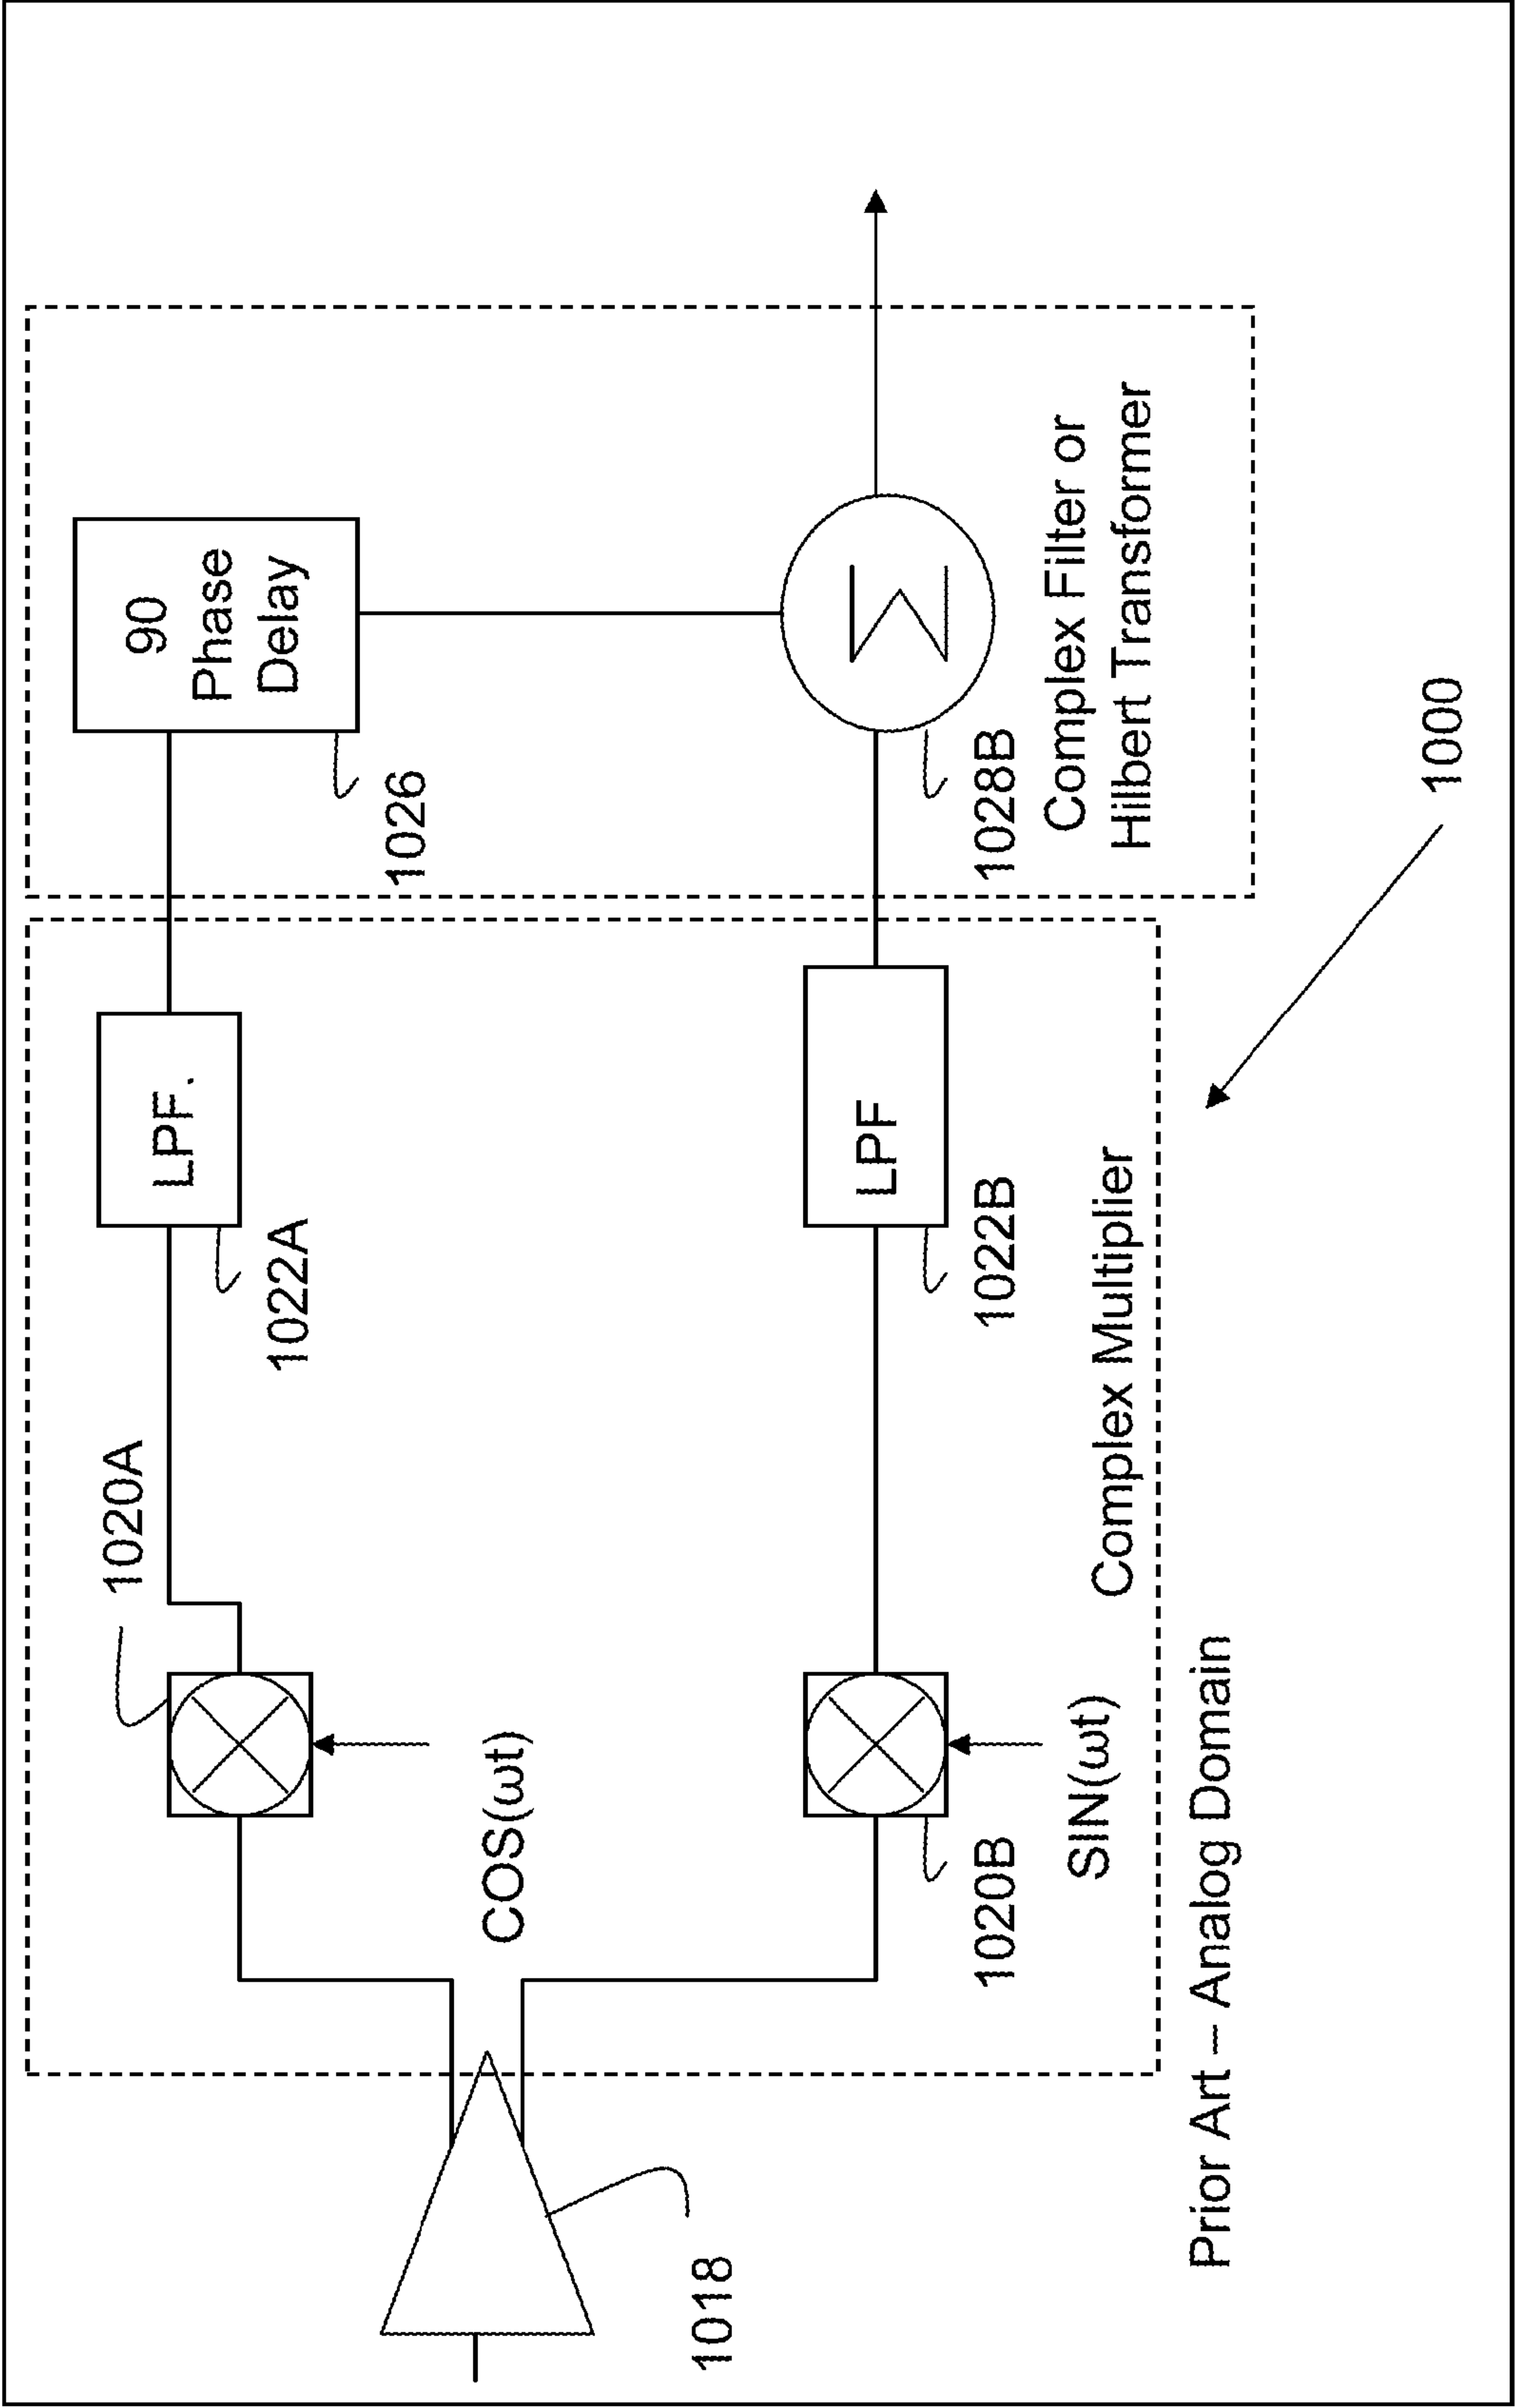 1020A
LPF.
1022A
90
Phase
Delay
1026
COS(ωt)
1018
1020B
SIN(ωt)
LPF
1022B
Complex Multiplier
Σ
1028B
Complex Filter or
Hilbert Transformer
Prior Art – Analog Domain
1000